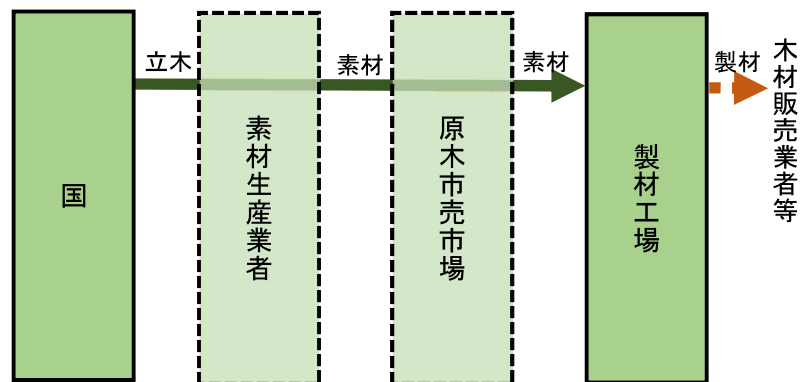 国
立木
素材生産業者
素材
原木市売市場
素材
製材工場
製材
木材販売業者等